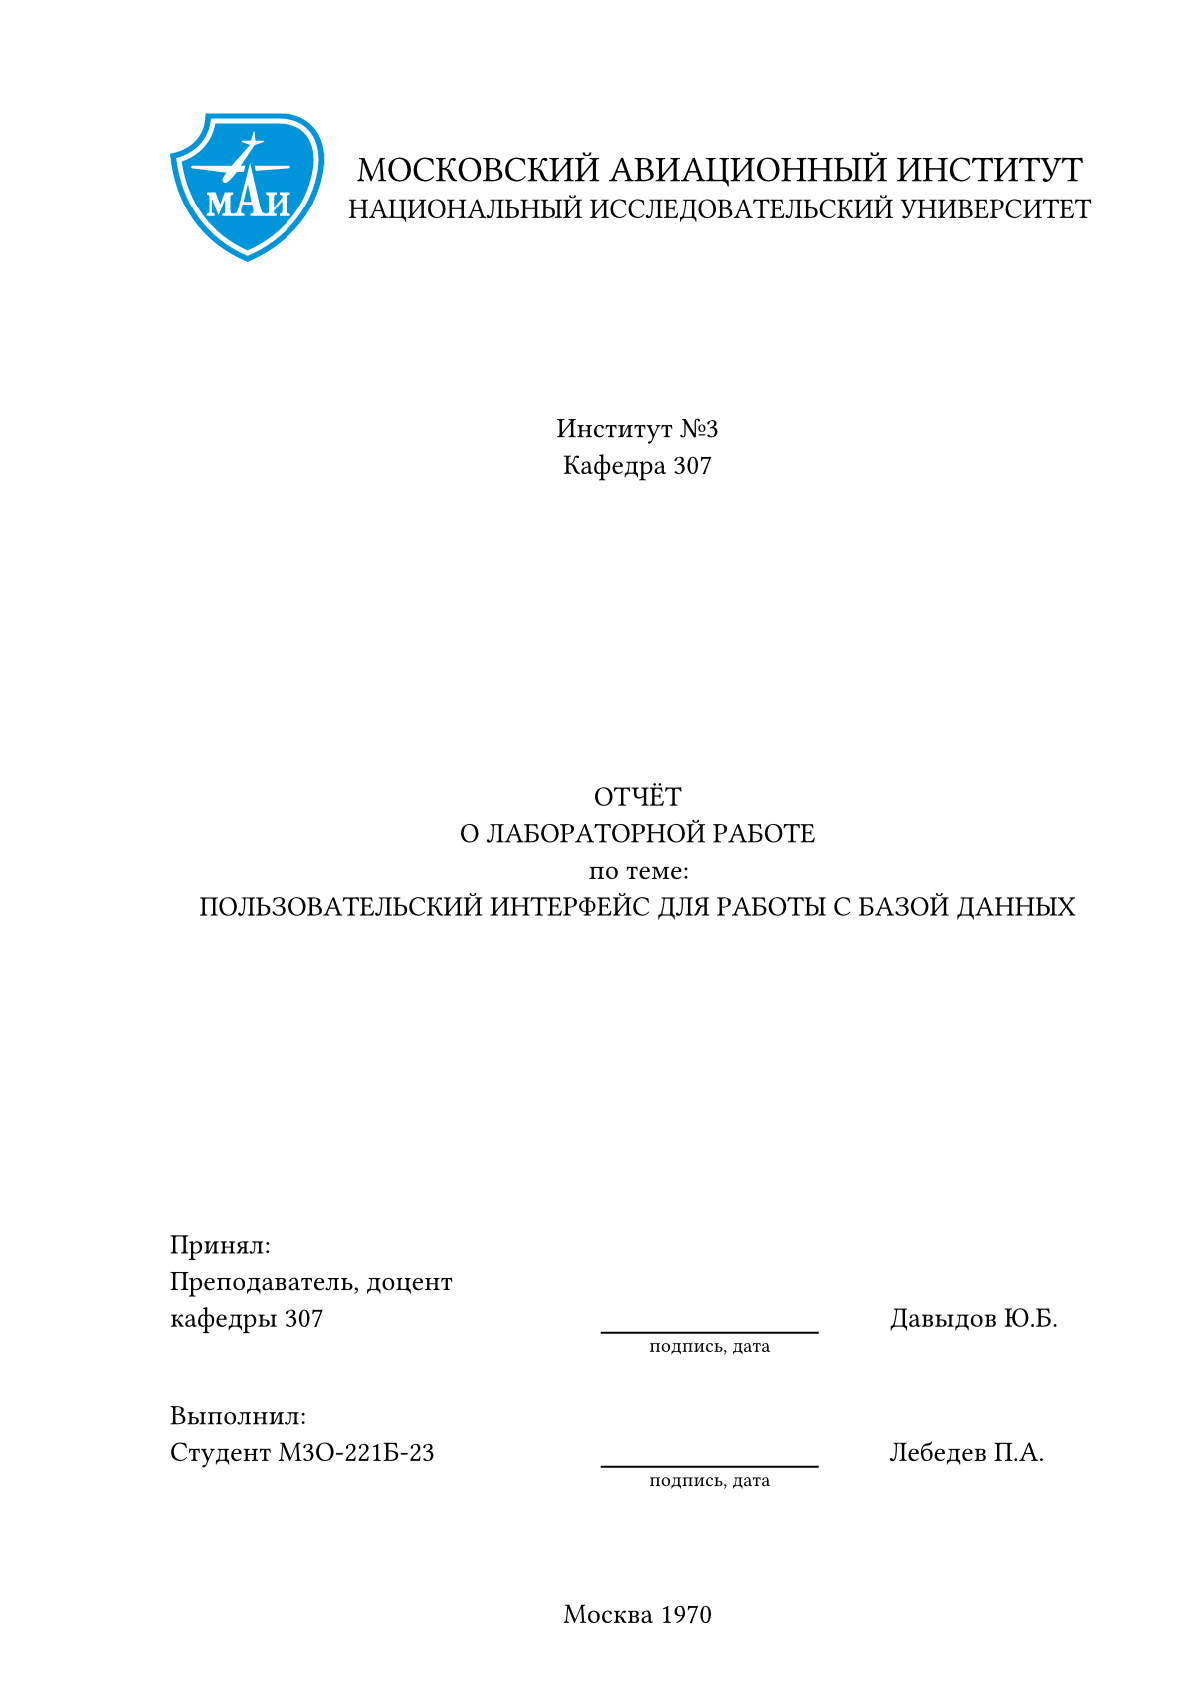 МАИ
МОСКОВСКИЙ АВИАЦИОННЫЙ ИНСТИТУТ
НАЦИОНАЛЬНЫЙ ИССЛЕДОВАТЕЛЬСКИЙ УНИВЕРСИТЕТ
Институт №3
Кафедра 307
ОТЧЁТ
О ЛАБОРАТОРНОЙ РАБОТЕ
по теме:
ПОЛЬЗОВАТЕЛЬСКИЙ ИНТЕРФЕЙС ДЛЯ РАБОТЫ С БАЗОЙ ДАННЫХ
Принял:
Преподаватель, доцент
кафедры 307 Давыдов Ю.Б.
подпись, дата
Выполнил:
Студент М3О-221Б-23 Лебедев П.А.
подпись, дата
Москва 1970